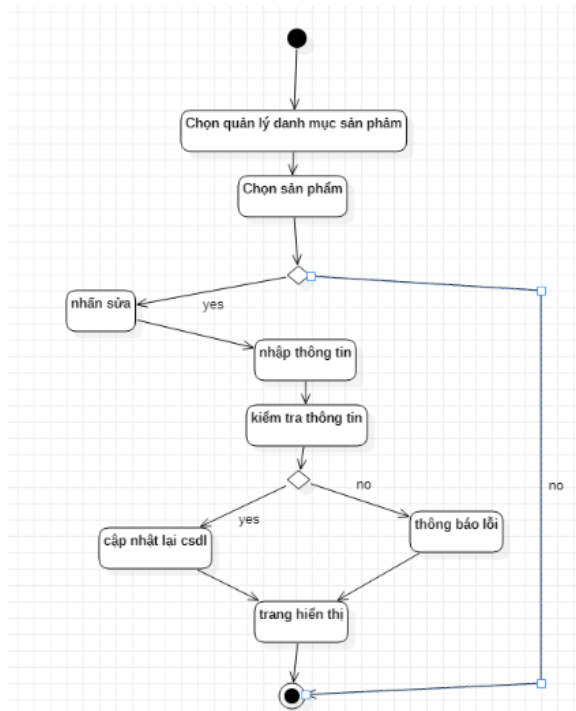 Chọn quản lý danh mục sản phảm
Chọn sản phẩm
nhấn sửa
yes
nhập thông tin
kiểm tra thông tin
no
no
yes
thông báo lỗi
cập nhật lại csdl
trang hiển thị